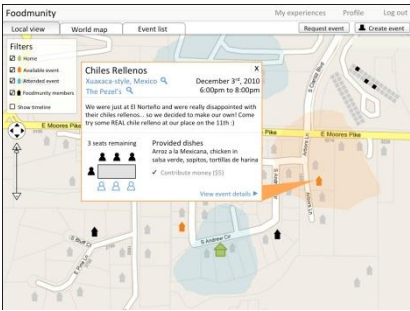 Foodmunity
My experiences Profile Log out
Local view World map Event list
Request event Create event
Filters
Home
Available event
Attended event
Foodmunity members
Show timeline
Chiles Rellenos X
Xuaxaca-style, Mexico December 3rd, 2010
The Pezel's 6:00pm to 8:00pm
We were just at El Norteño and were really disappointed with
their chiles rellenos... so we decided to make our own! Come
try some REAL chile relleno at our place on the 11th :)
3 seats remaining Provided dishes
Arroz a la Mexicana, chicken in
salsa verde, sopitos, tortillas de harina
✓ Contribute money ($5)
View event details ▶
E Moores Pike
Pike
E Moores Pike
S Andrew Cir